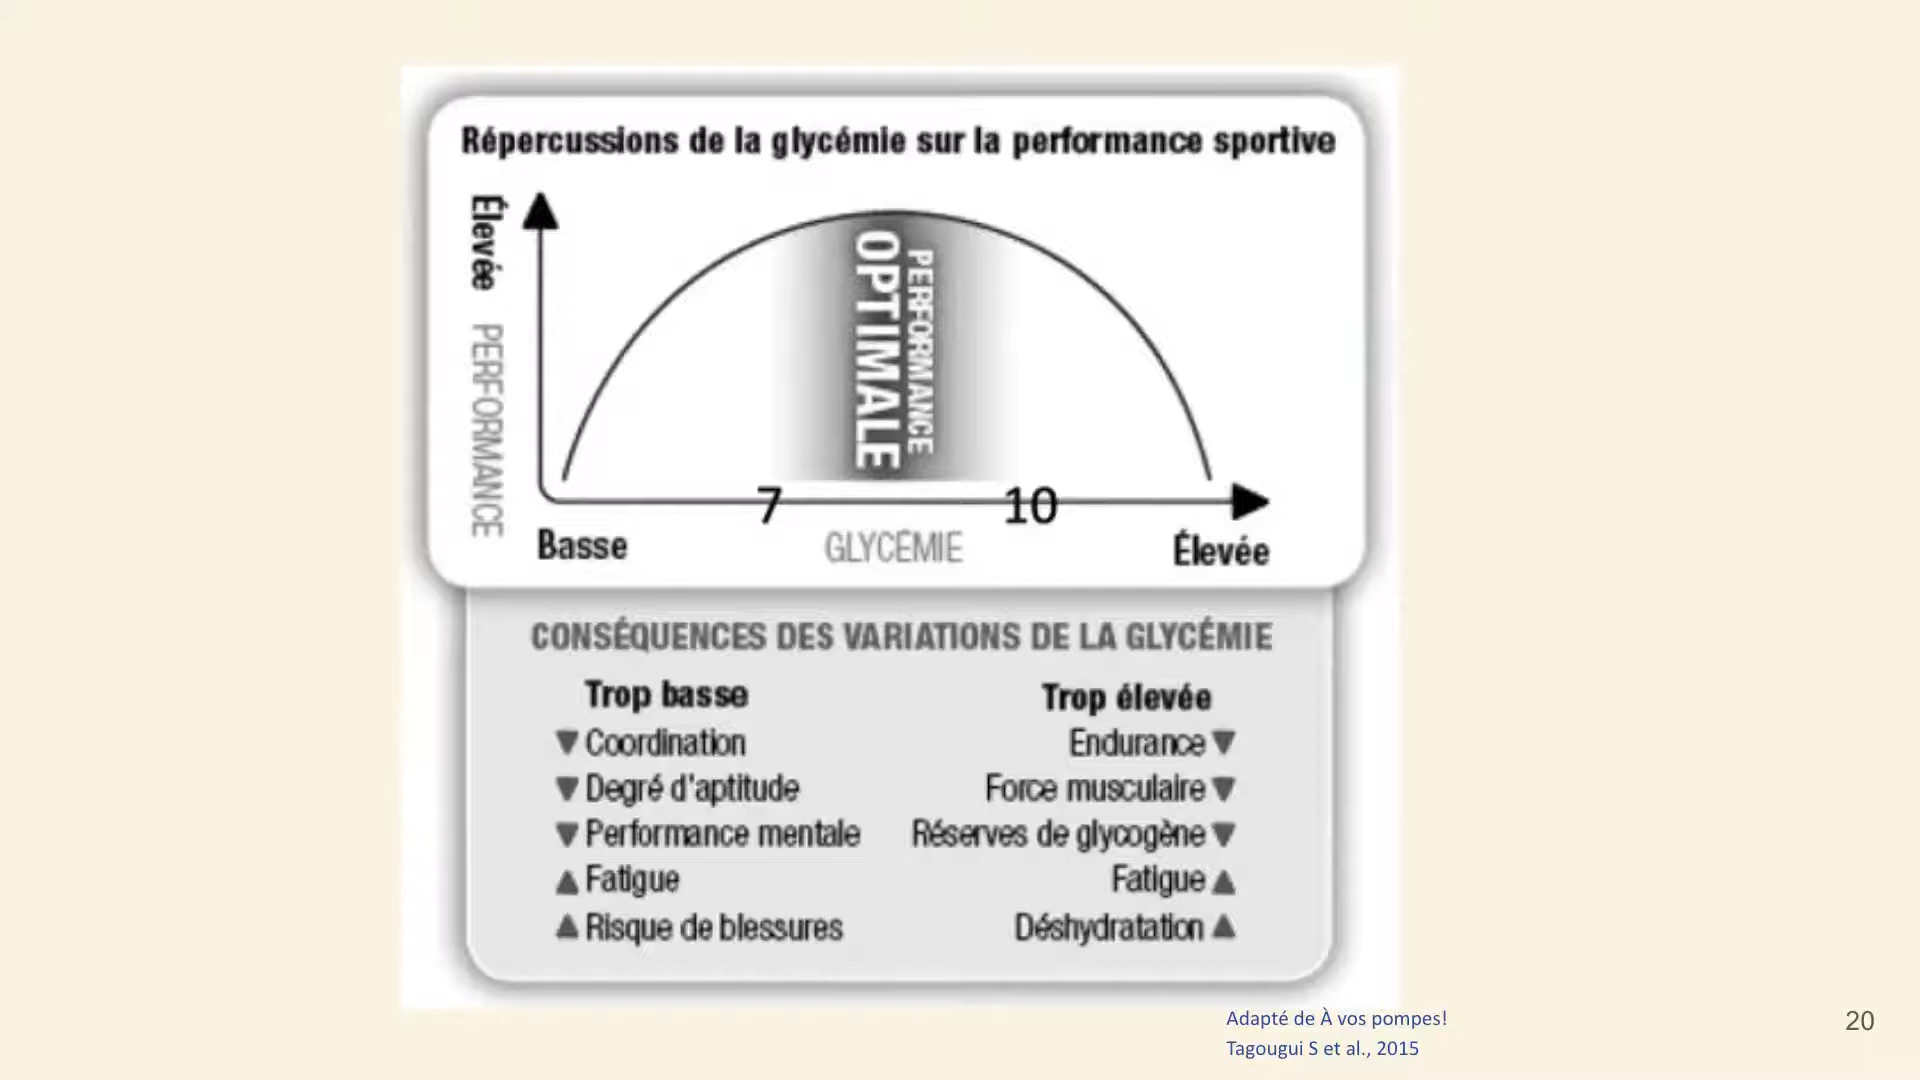 Répercussions de la glycémie sur la performance sportive
Élevée
PERFORMANCE
PERFORMANCE
OPTIMALE
7
10
Basse
GLYCÉMIE
Élevée
CONSÉQUENCES DES VARIATIONS DE LA GLYCÉMIE
Trop basse
▼ Coordination
▼ Degré d'aptitude
▼ Performance mentale
▲ Fatigue
▲ Risque de blessures
Trop élevée
Endurance ▼
Force musculaire ▼
Réserves de glycogène ▼
Fatigue ▲
Déshydratation ▲
Adapté de À vos pompes!
Tagougui S et al., 2015
20